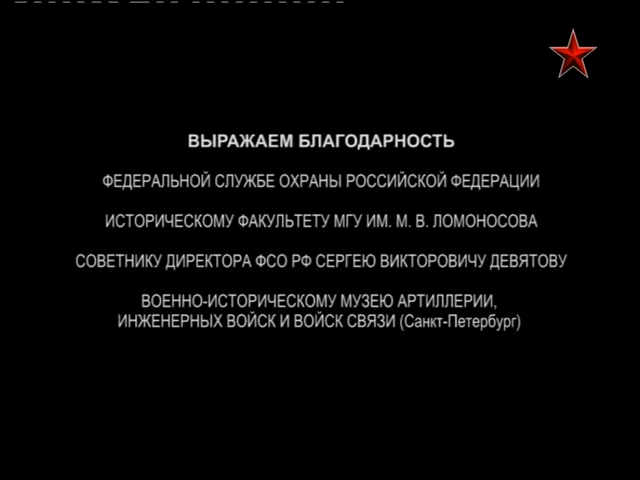 ВЫРАЖАЕМ БЛАГОДАРНОСТЬ
ФЕДЕРАЛЬНОЙ СЛУЖБЕ ОХРАНЫ РОССИЙСКОЙ ФЕДЕРАЦИИ
ИСТОРИЧЕСКОМУ ФАКУЛЬТЕТУ МГУ ИМ. М. В. ЛОМОНОСОВА
СОВЕТНИКУ ДИРЕКТОРА ФСО РФ СЕРГЕЮ ВИКТОРОВИЧУ ДЕВЯТОВУ
ВОЕННО-ИСТОРИЧЕСКОМУ МУЗЕЮ АРТИЛЛЕРИИ,
ИНЖЕНЕРНЫХ ВОЙСК И ВОЙСК СВЯЗИ (Санкт-Петербург)